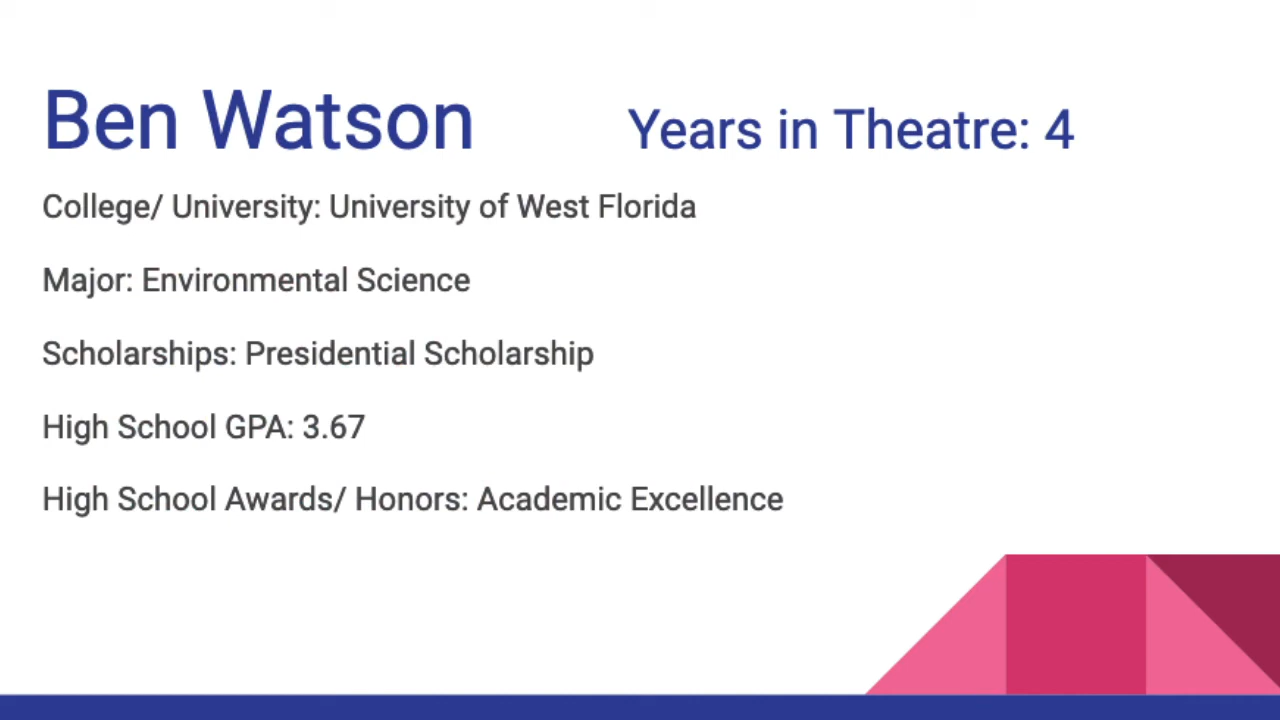 Ben Watson Years in Theatre: 4
College/ University: University of West Florida
Major: Environmental Science
Scholarships: Presidential Scholarship
High School GPA: 3.67
High School Awards/ Honors: Academic Excellence